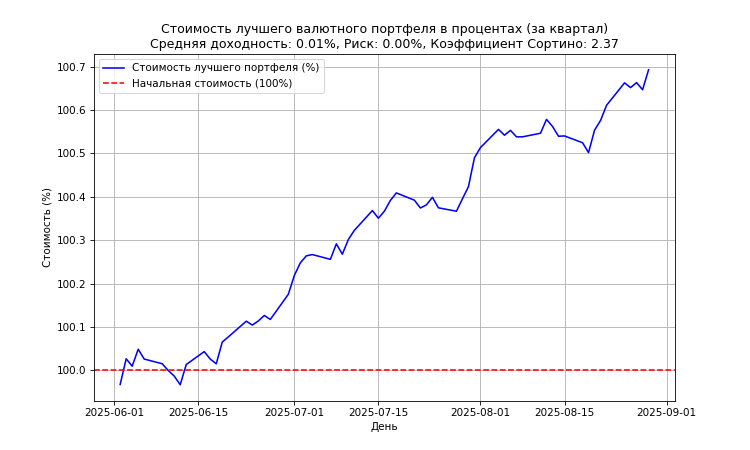 Стоимость лучшего валютного портфеля в процентах (за квартал)
Средняя доходность: 0.01%, Риск: 0.00%, Коэффициент Сортино: 2.37
Стоимость лучшего портфеля (%)
Начальная стоимость (100%)
Стоимость (%)
100.7
100.6
100.5
100.4
100.3
100.2
100.1
100.0
2025-06-01 2025-06-15 2025-07-01 2025-07-15 2025-08-01 2025-08-15 2025-09-01
День